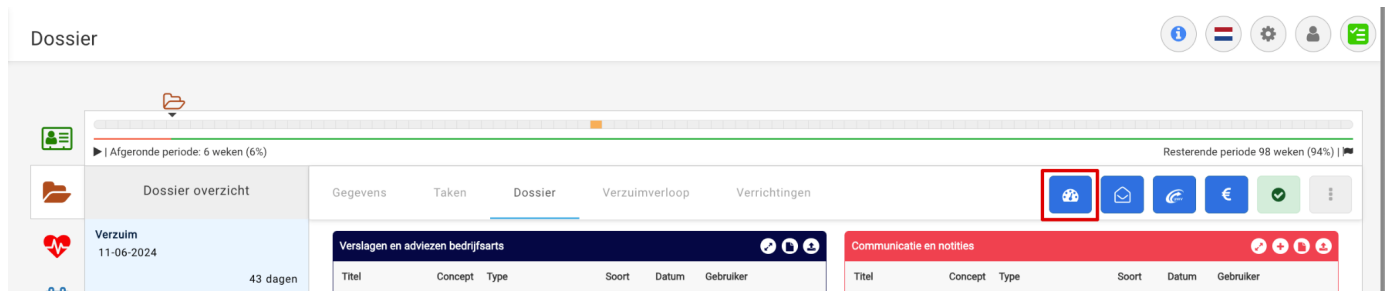 Dossier
▶ | Afgeronde periode: 6 weken (6%)
Resterende periode 98 weken (94%) |
Dossier overzicht
Gegevens Taken Dossier Verzuimverloop Verrichtingen
€
Verzuim
11-06-2024
43 dagen
Verslagen en adviezen bedrijfsarts
Titel Concept Type Soort Datum Gebruiker
Communicatie en notities
Titel Concept Type Soort Datum Gebruiker